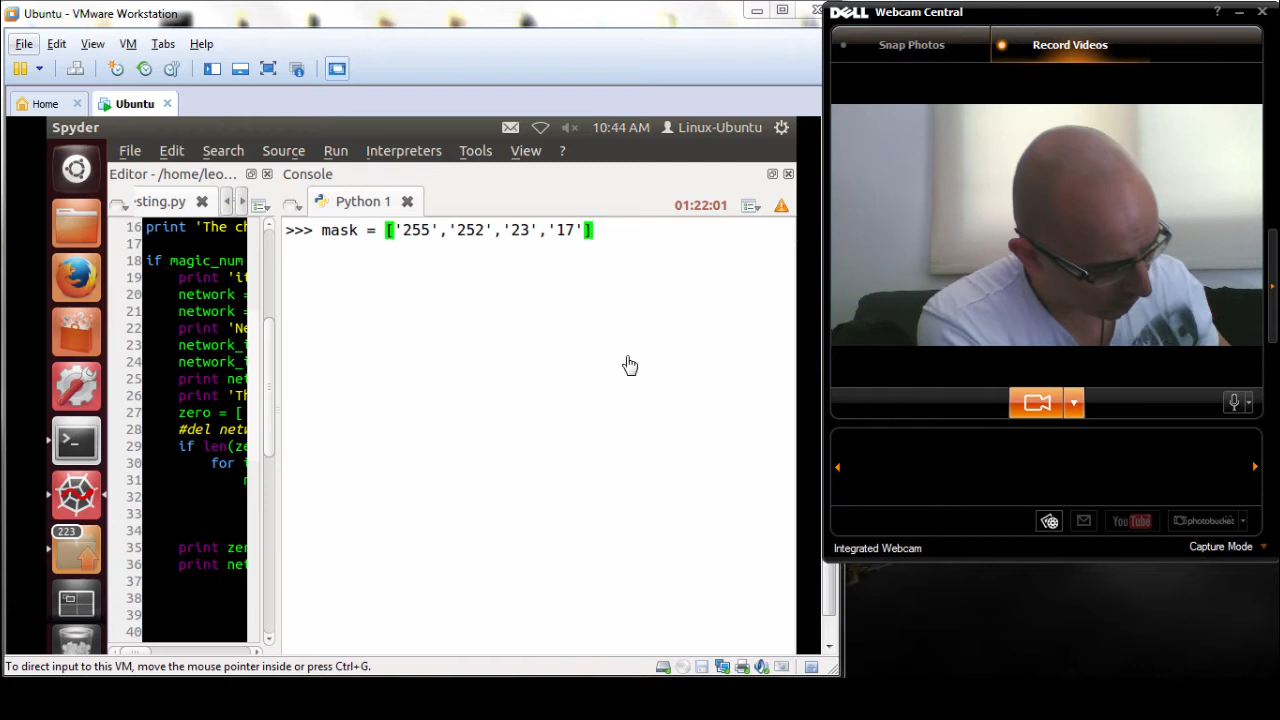 Ubuntu - VMware Workstation
File Edit View VM Tabs Help
Home
Ubuntu
Spyder
10:44 AM
Linux-Ubuntu
File Edit Search Source Run Interpreters Tools View ?
Editor - /home/leo...
Console
sting.py
Python 1
01:22:01
16 print 'The ch
17
18 if magic_num
19 print 'it
20 network =
21 network =
22 print 'Ne
23 network_i
24 network_i
25 print net
26 print 'Th
27 zero = [
28 #del netw
29 if len(ze
30 for i
31
32
33
34
35 print zer
36 print net
37
38
39
40
>>> mask = ['255','252','23','17']
223
To direct input to this VM, move the mouse pointer inside or press Ctrl+G.
DELL Webcam Central
? 
Snap Photos
Record Videos
You Tube
photobucket
Integrated Webcam
Capture Mode